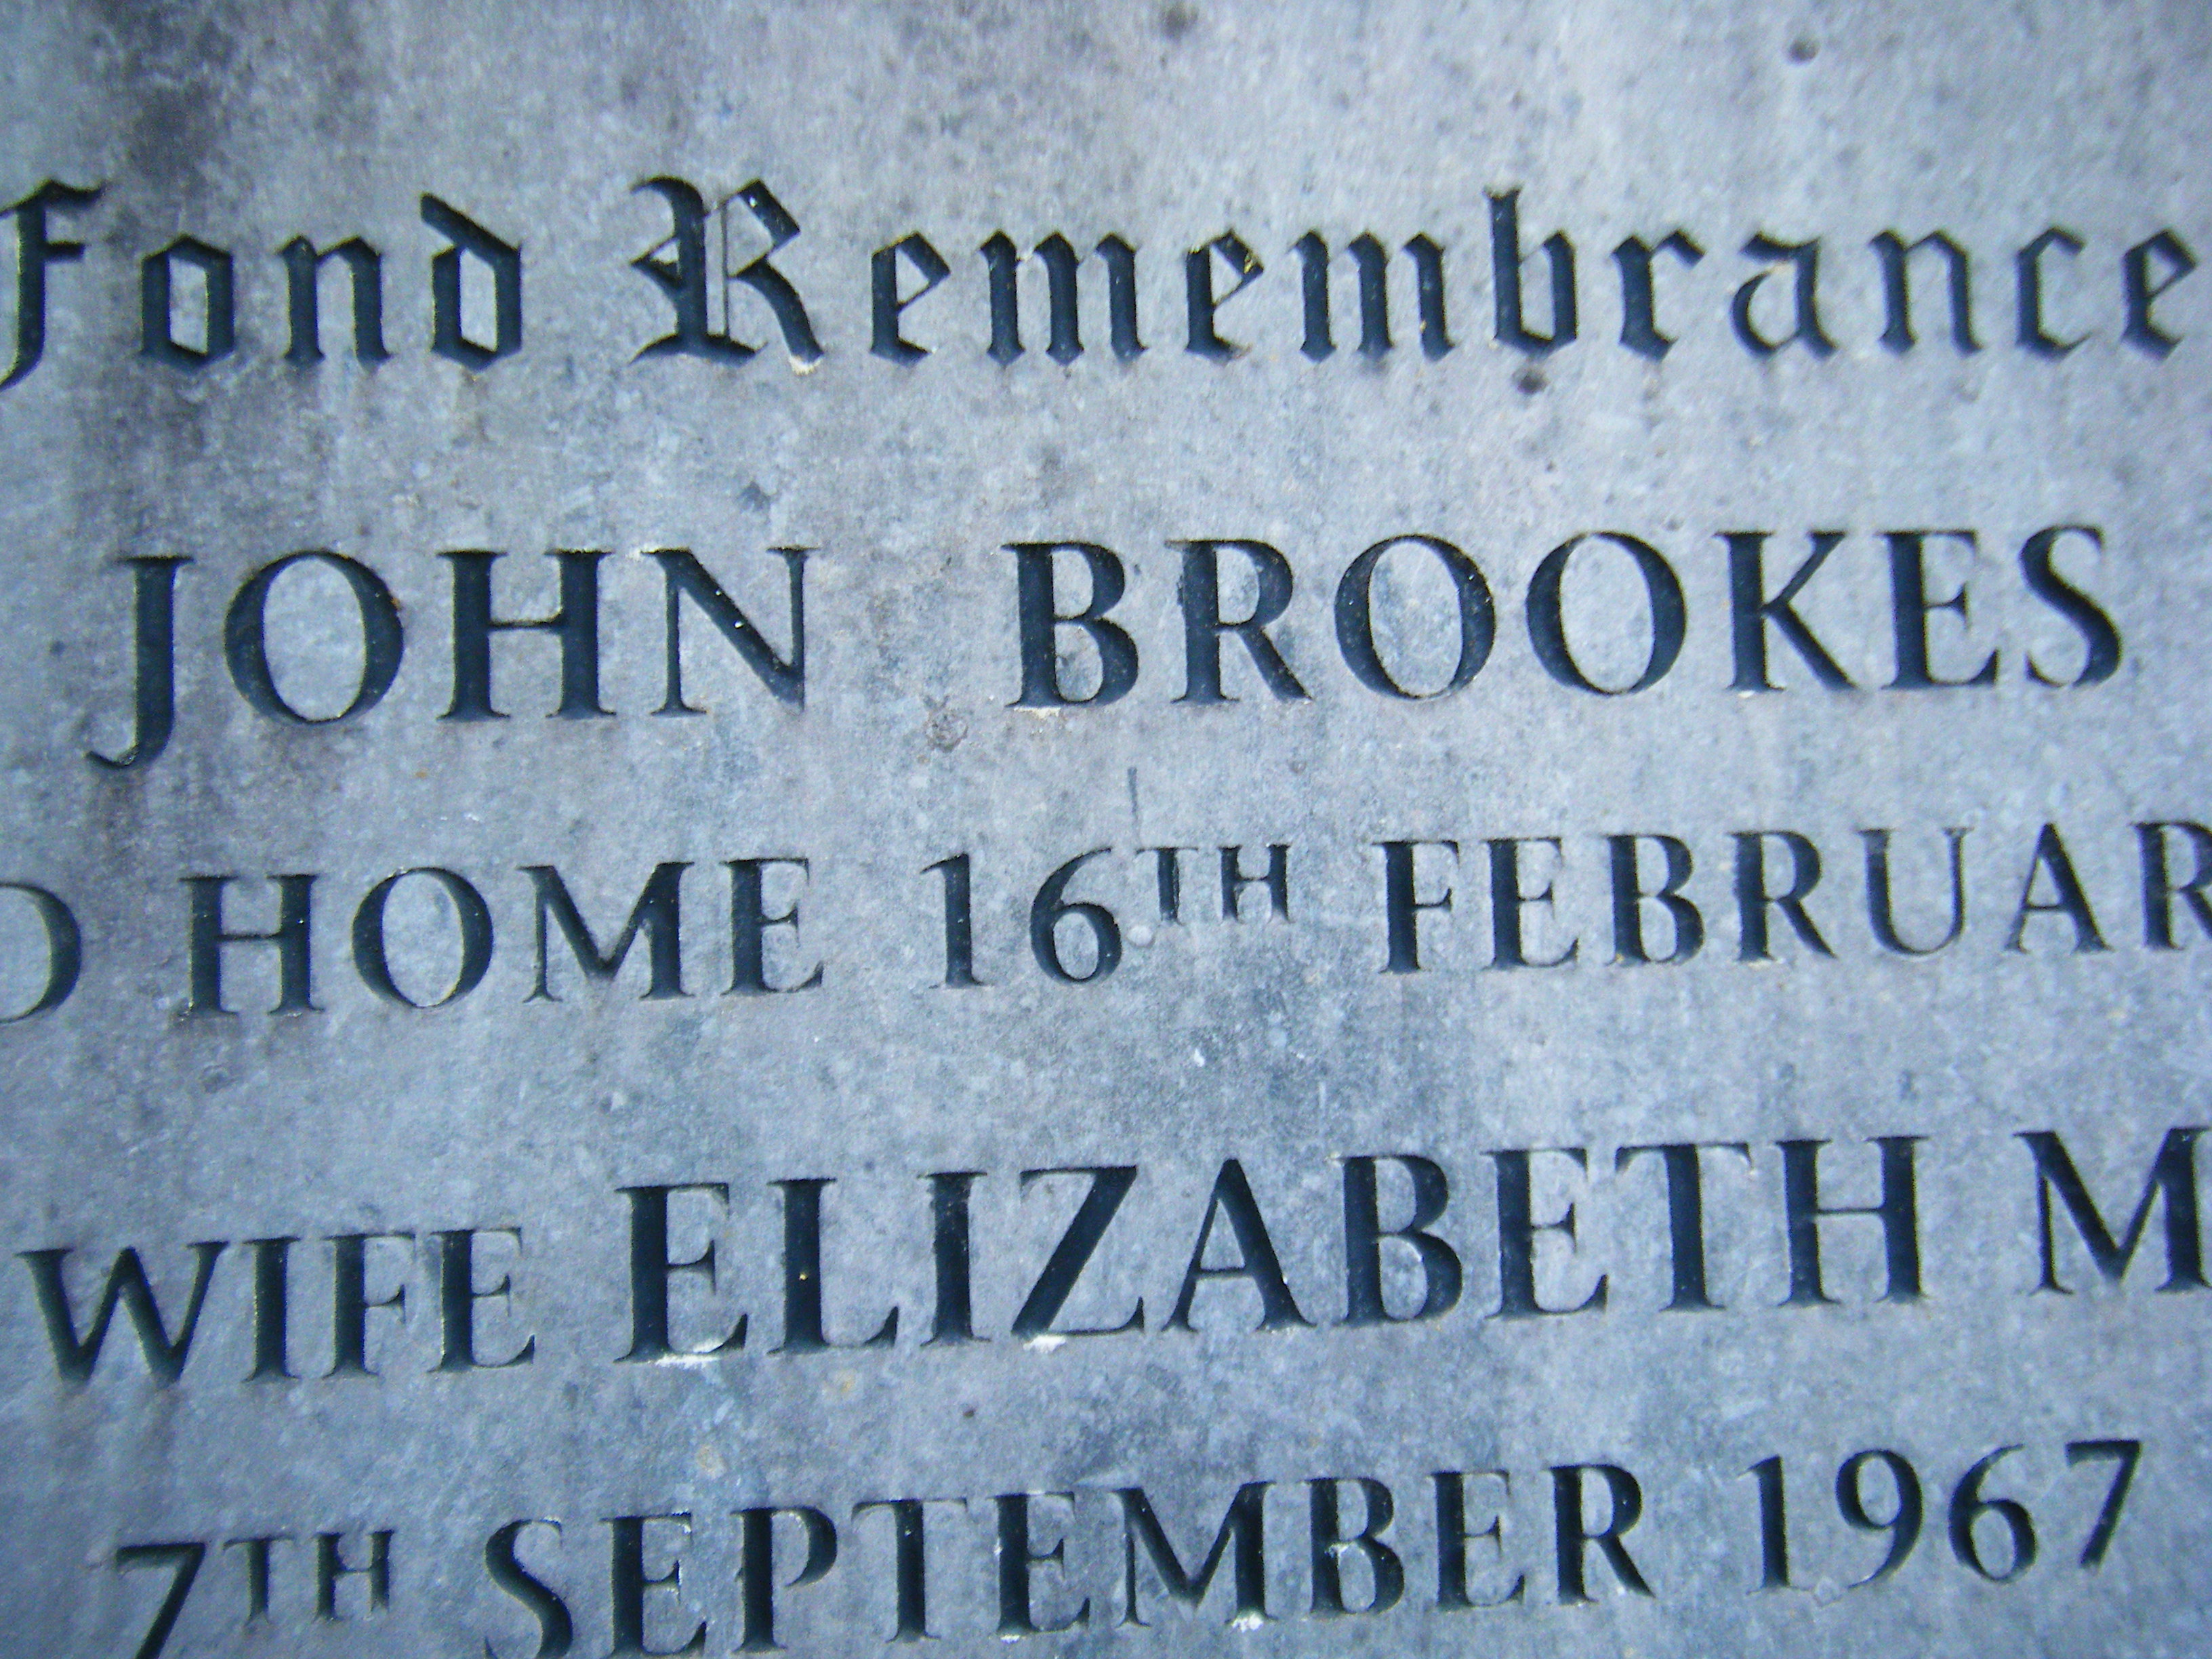 Fond Remembrance
JOHN BROOKES
D HOME 16TH FEBRUAR
WIFE ELIZABETH M
7TH SEPTEMBER 1967